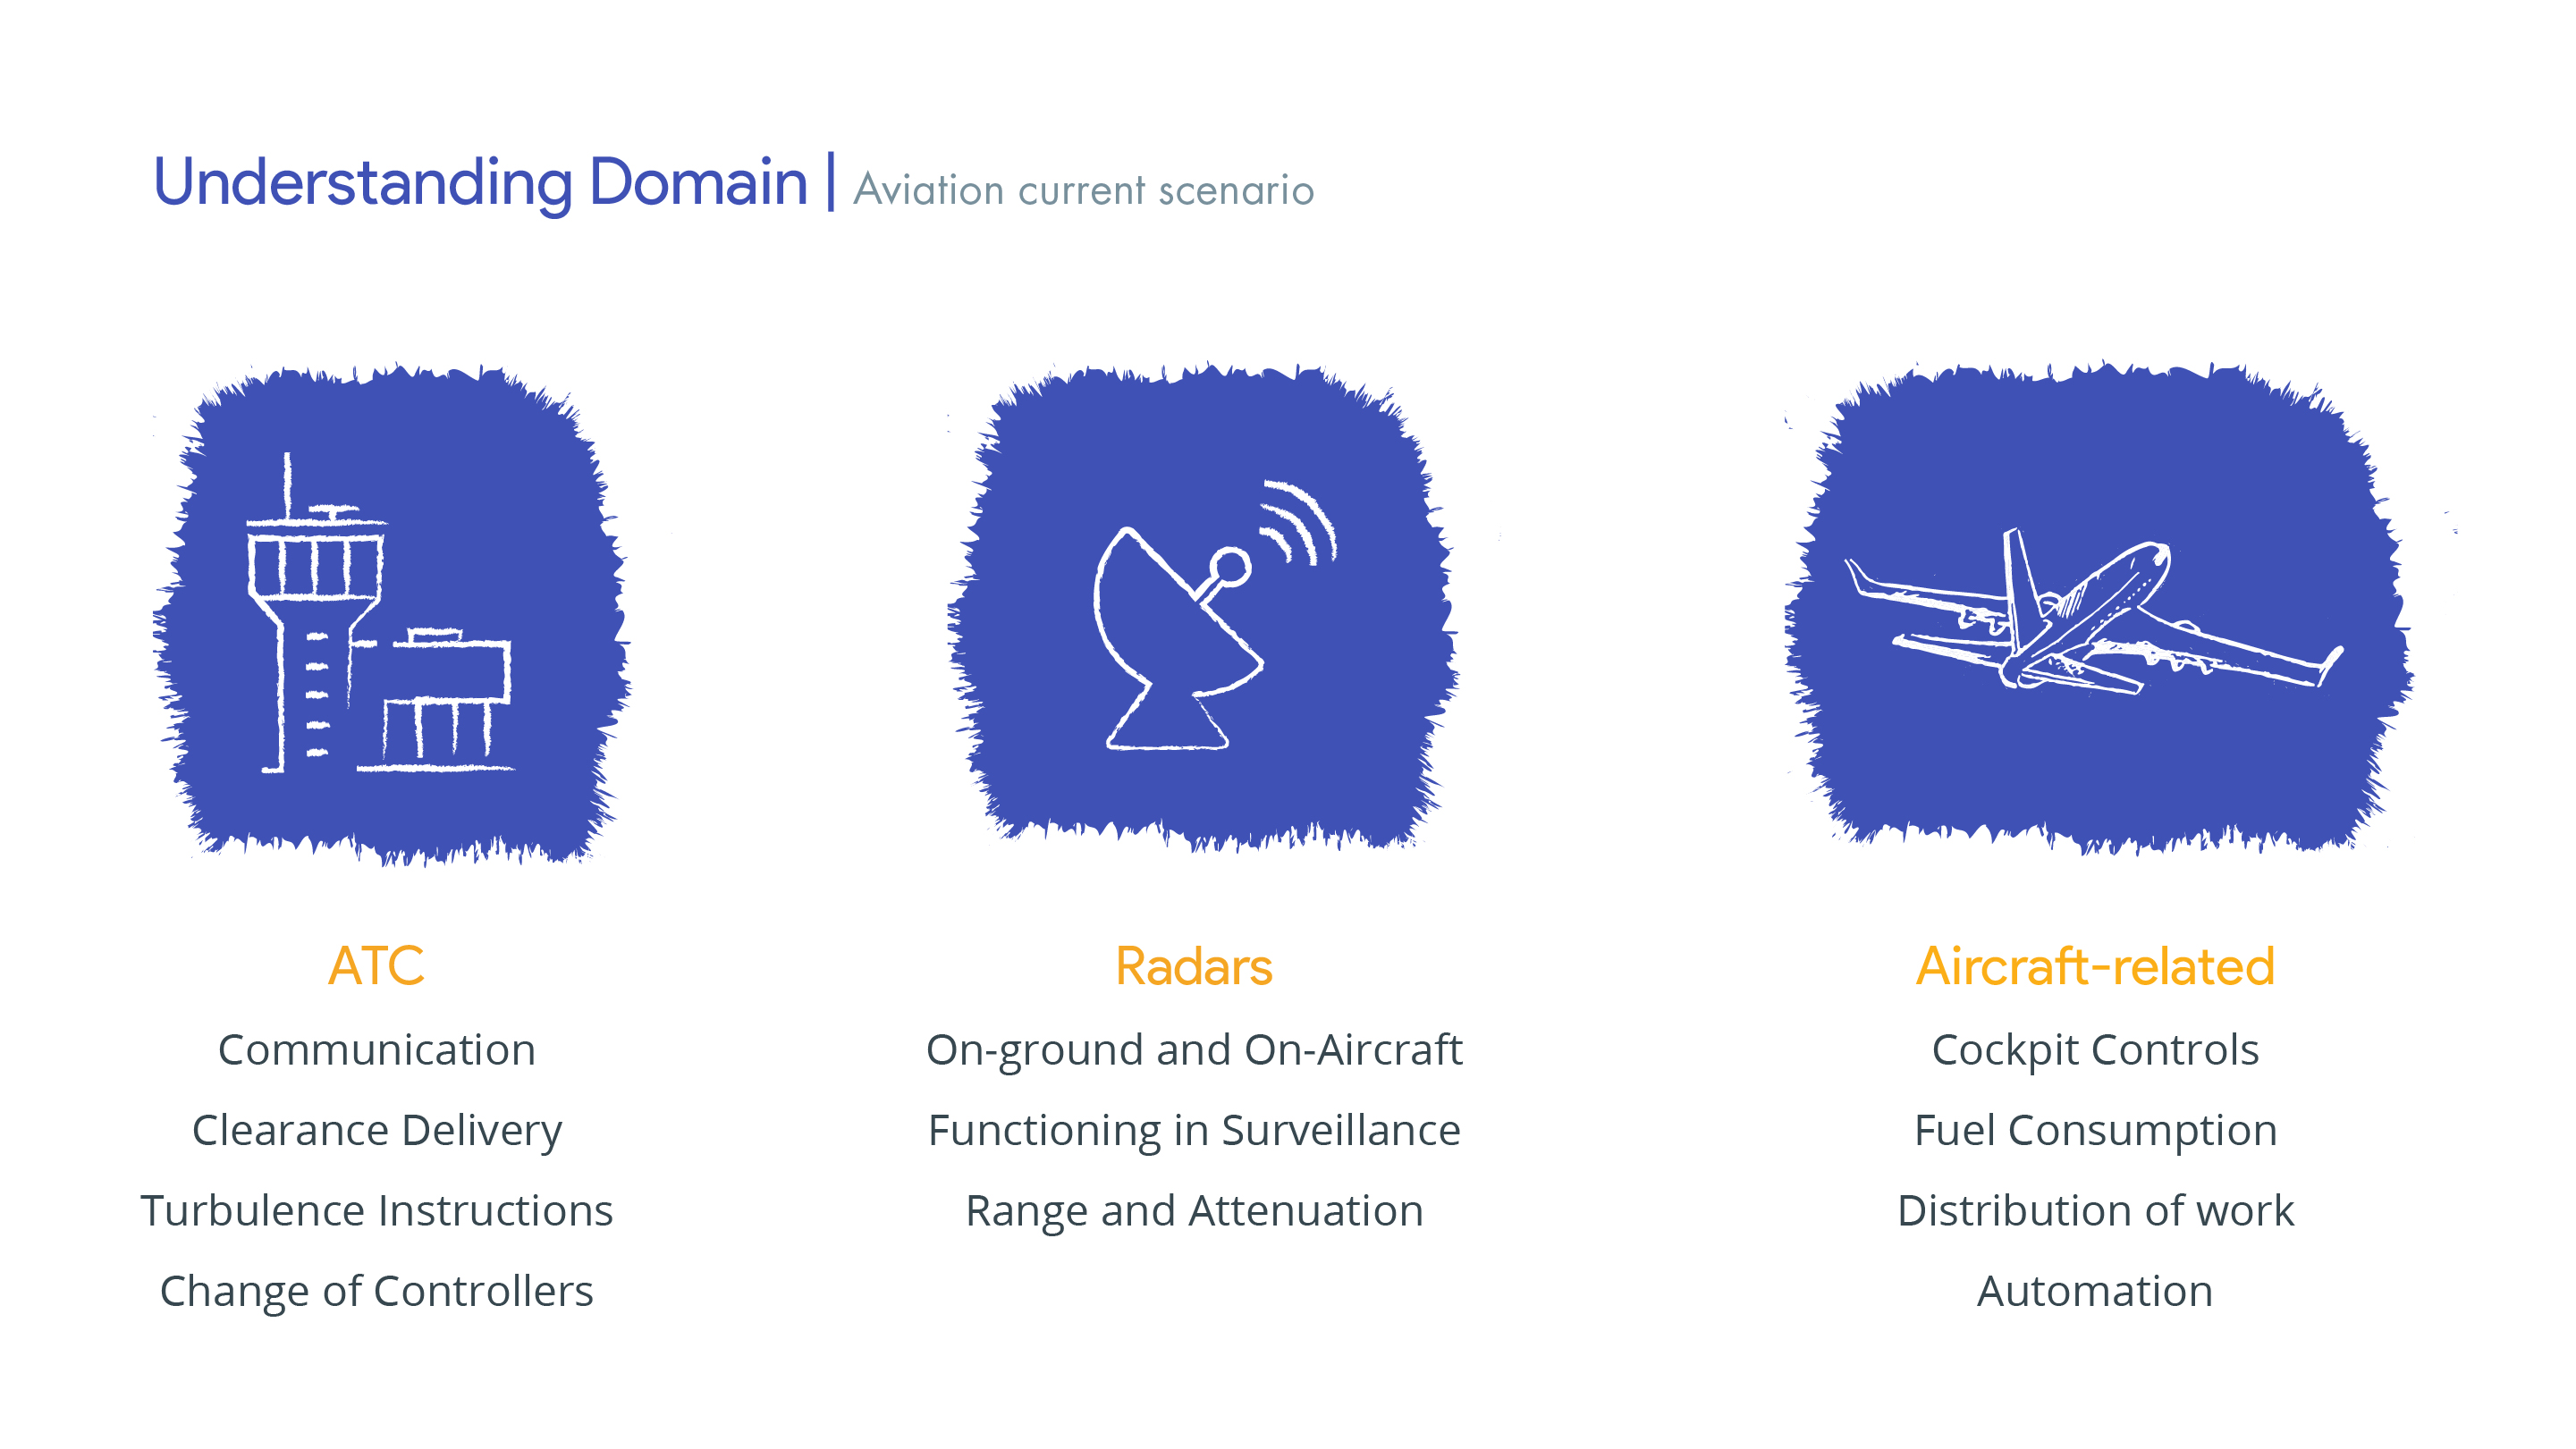 Understanding Domain | Aviation current scenario
ATC
Communication
Clearance Delivery
Turbulence Instructions
Change of Controllers
Radars
On-ground and On-Aircraft
Functioning in Surveillance
Range and Attenuation
Aircraft-related
Cockpit Controls
Fuel Consumption
Distribution of work
Automation